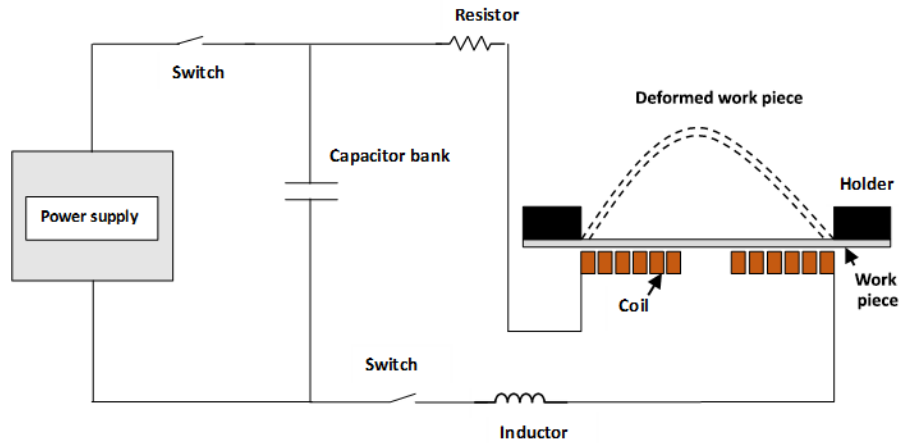 Resistor
Switch
Deformed work piece
Capacitor bank
Holder
Power supply
Work
piece
Coil
Switch
Inductor